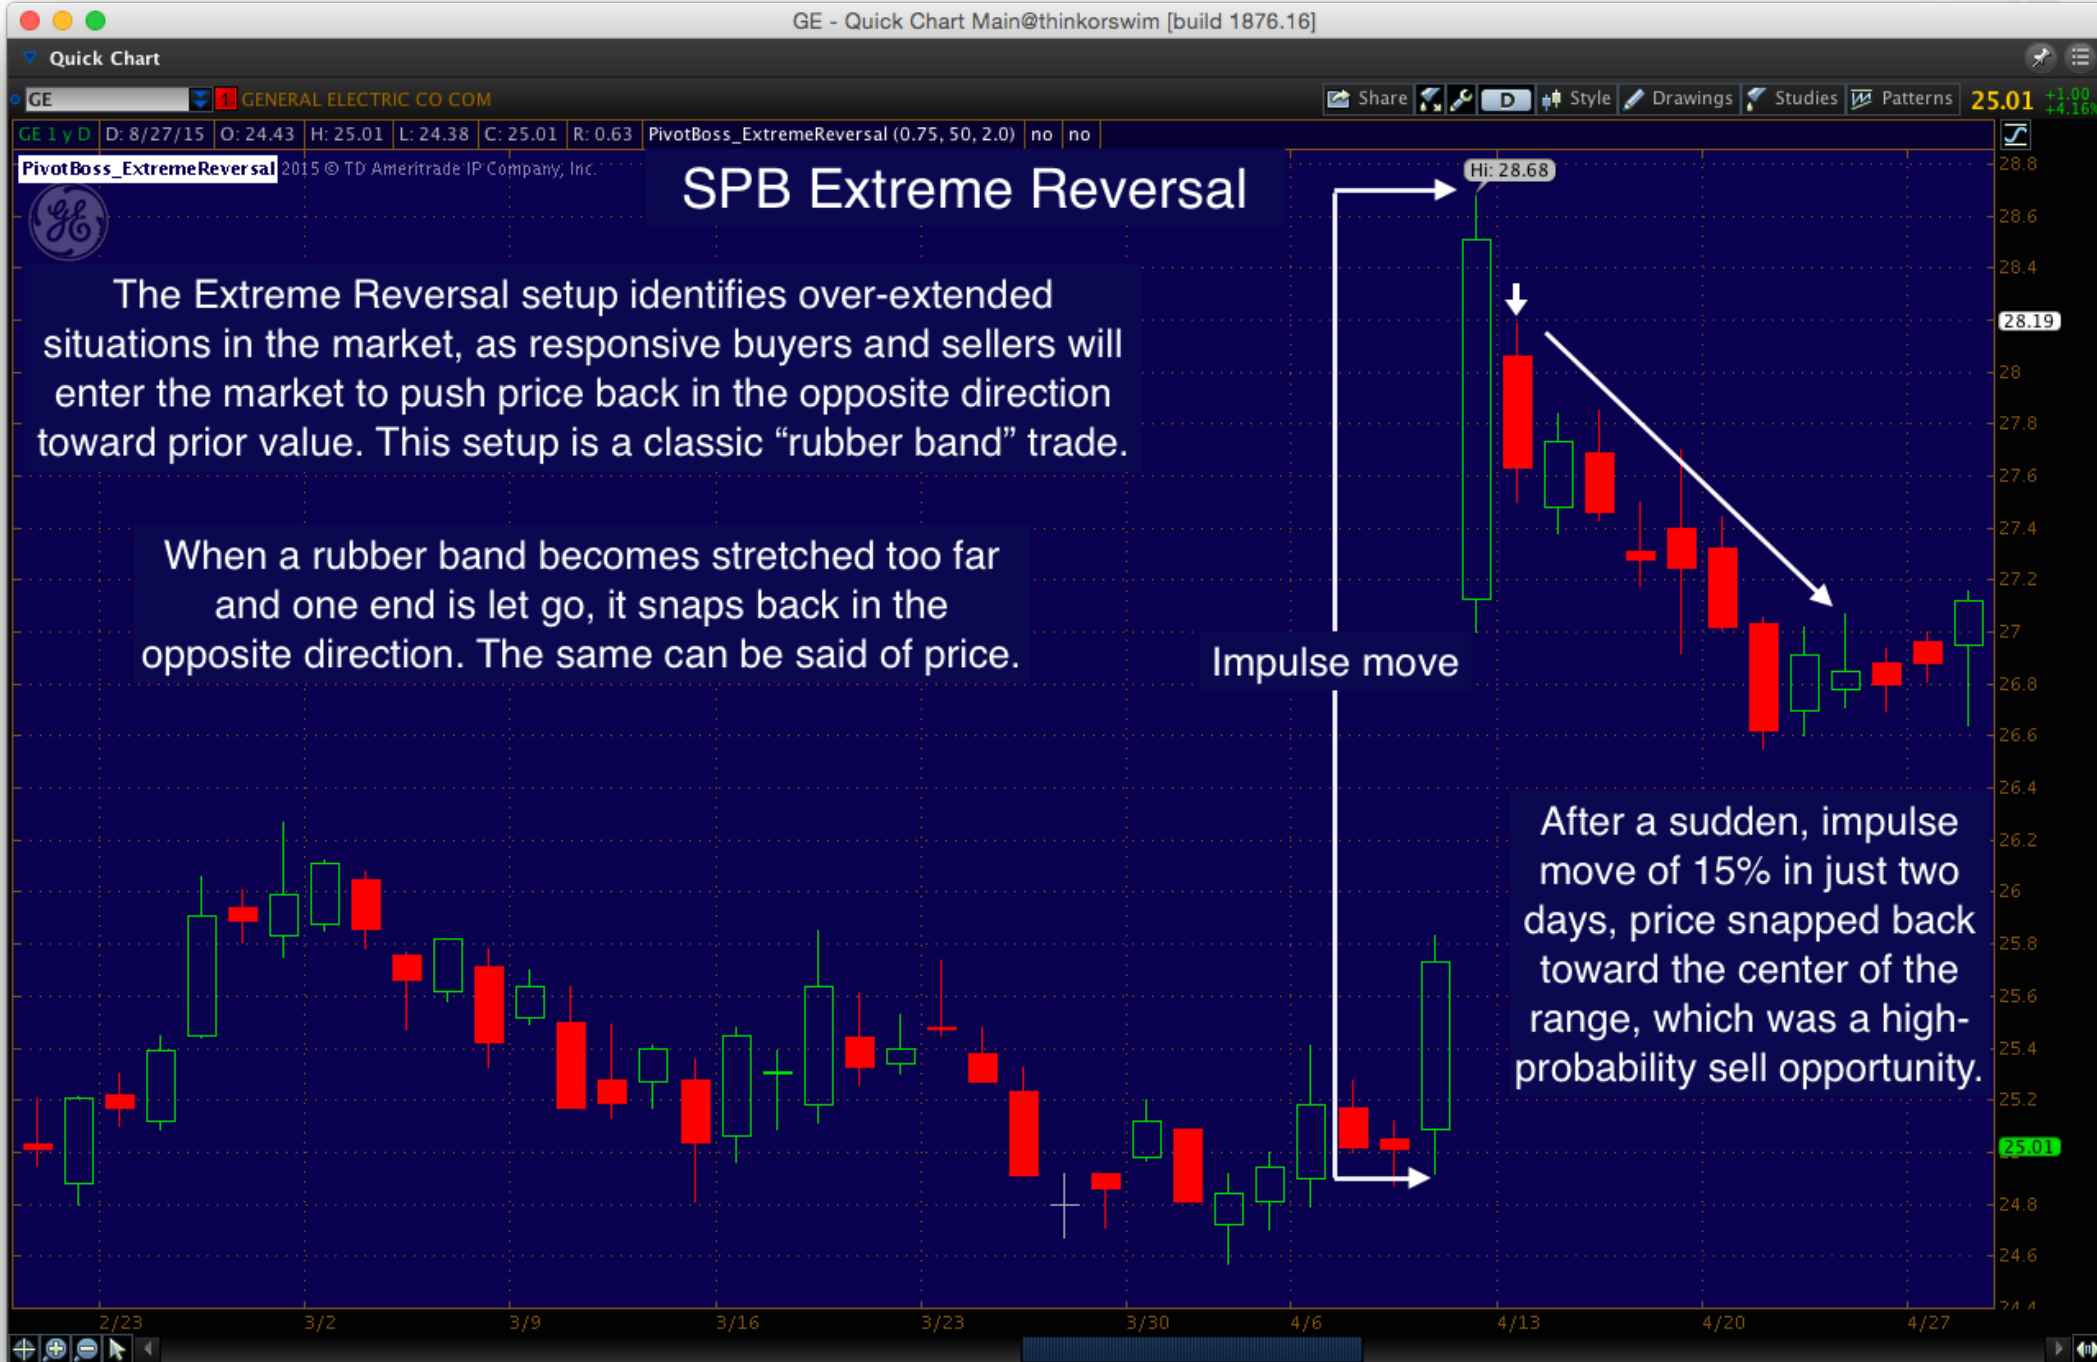 GE - Quick Chart Main@thinkorswim [build 1876.16]
Quick Chart
GE 1 GENERAL ELECTRIC CO COM Share D Style Drawings Studies Patterns 25.01 +1.00
+4.16%
GE 1 y D D: 8/27/15 O: 24.43 H: 25.01 L: 24.38 C: 25.01 R: 0.63 PivotBoss_ExtremeReversal (0.75, 50, 2.0) no no
PivotBoss_ExtremeReversal 2015 © TD Ameritrade IP Company, Inc.
SPB Extreme Reversal
Hi: 28.68
GE
The Extreme Reversal setup identifies over-extended
situations in the market, as responsive buyers and sellers will
enter the market to push price back in the opposite direction
toward prior value. This setup is a classic “rubber band” trade.
When a rubber band becomes stretched too far
and one end is let go, it snaps back in the
opposite direction. The same can be said of price.
Impulse move
After a sudden, impulse
move of 15% in just two
days, price snapped back
toward the center of the
range, which was a high-
probability sell opportunity.
28.8
28.6
28.4
28.19
28
27.8
27.6
27.4
27.2
27
26.8
26.6
26.4
26.2
26
25.8
25.6
25.4
25.2
25.01
24.8
24.6
24.4
2/23 3/2 3/9 3/16 3/23 3/30 4/6 4/13 4/20 4/27